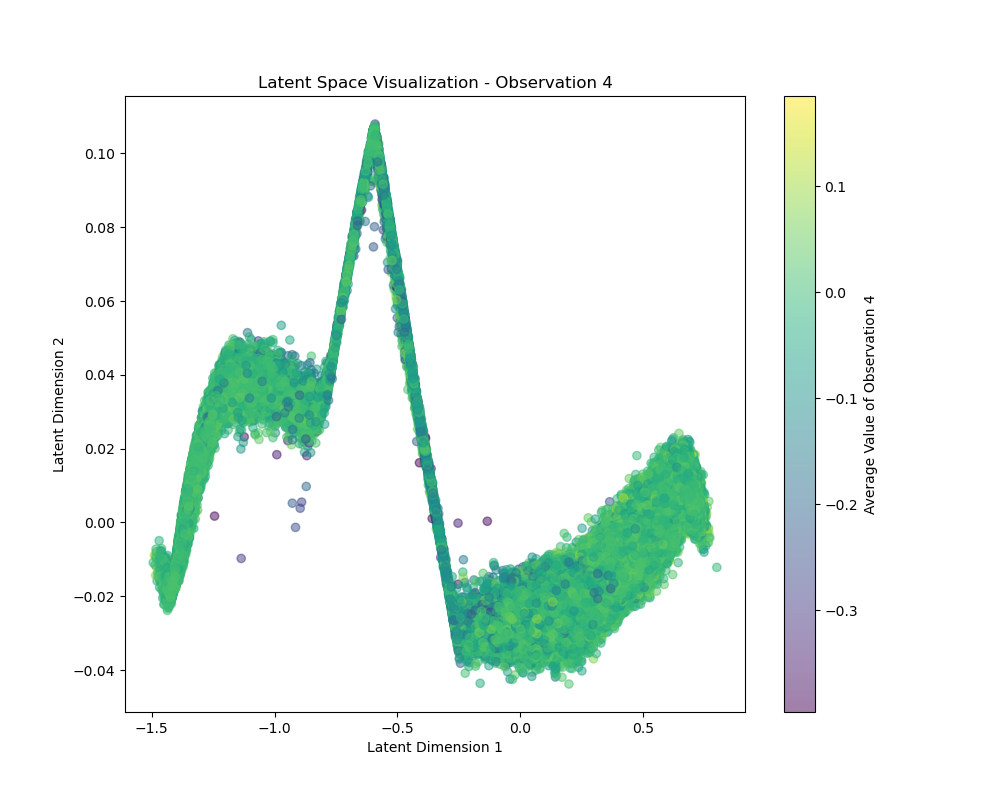 Latent Space Visualization - Observation 4
Latent Dimension 2
0.10
0.08
0.06
0.04
0.02
0.00
−0.02
−0.04
−1.5 −1.0 −0.5 0.0 0.5
Latent Dimension 1
0.1
0.0
−0.1
−0.2
−0.3
Average Value of Observation 4